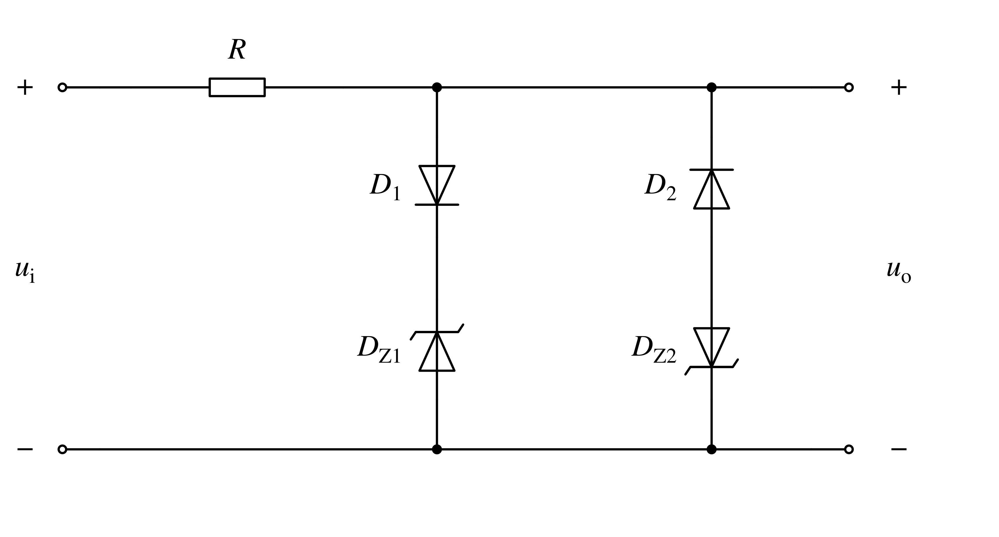 R
+ +
D1 D2
ui uo
DZ1 DZ2
− −